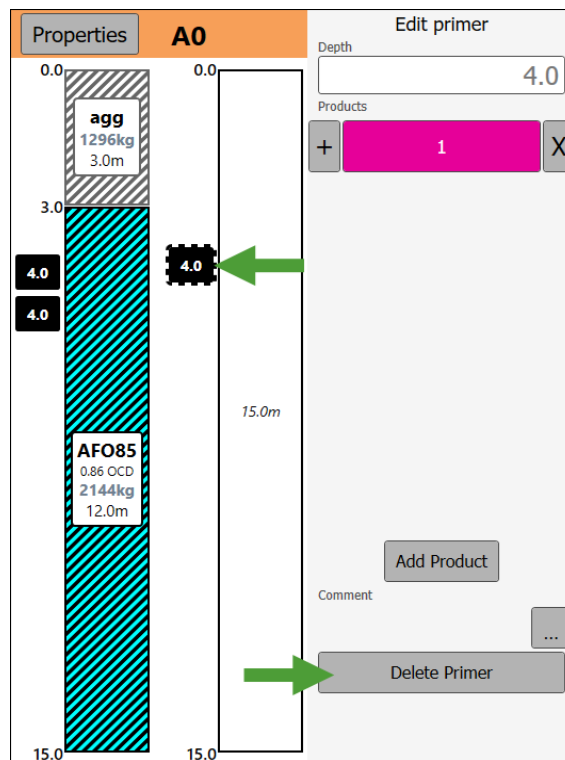 Properties
A0
Edit primer
Depth
4.0
Products
+
1
X
0.0
agg
1296kg
3.0m
3.0
4.0
4.0
AFO85
0.86 OCD
2144kg
12.0m
15.0
0.0
4.0
15.0m
15.0
Add Product
Comment
...
Delete Primer